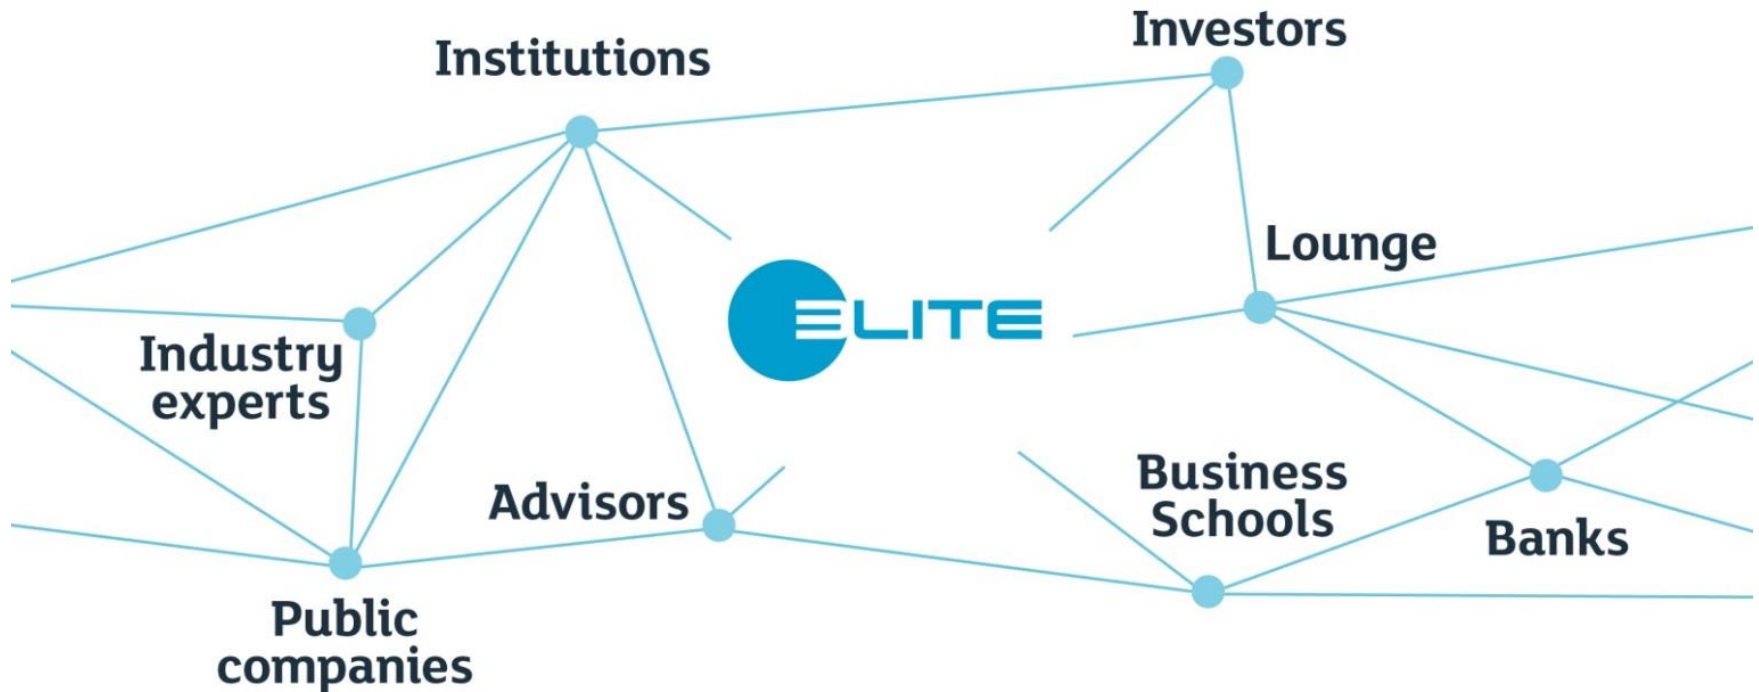 Investors
Institutions
Lounge
ELITE
Industry
experts
Business
Schools
Advisors
Banks
Public
companies